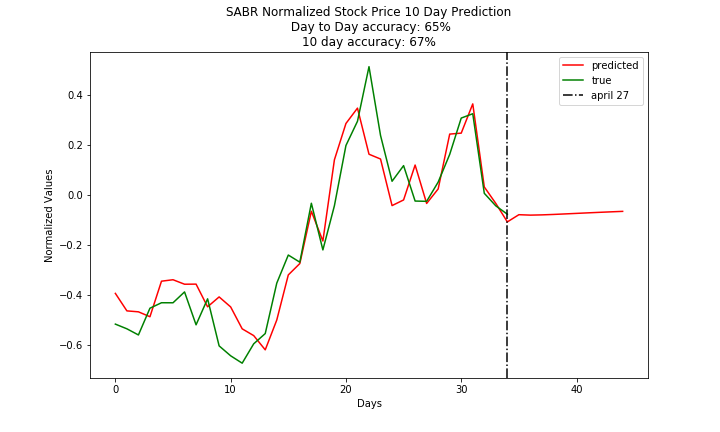 SABR Normalized Stock Price 10 Day Prediction
Day to Day accuracy: 65%
10 day accuracy: 67%
predicted
true
april 27
Normalized Values
0.4
0.2
0.0
−0.2
−0.4
−0.6
0 10 20 30 40
Days